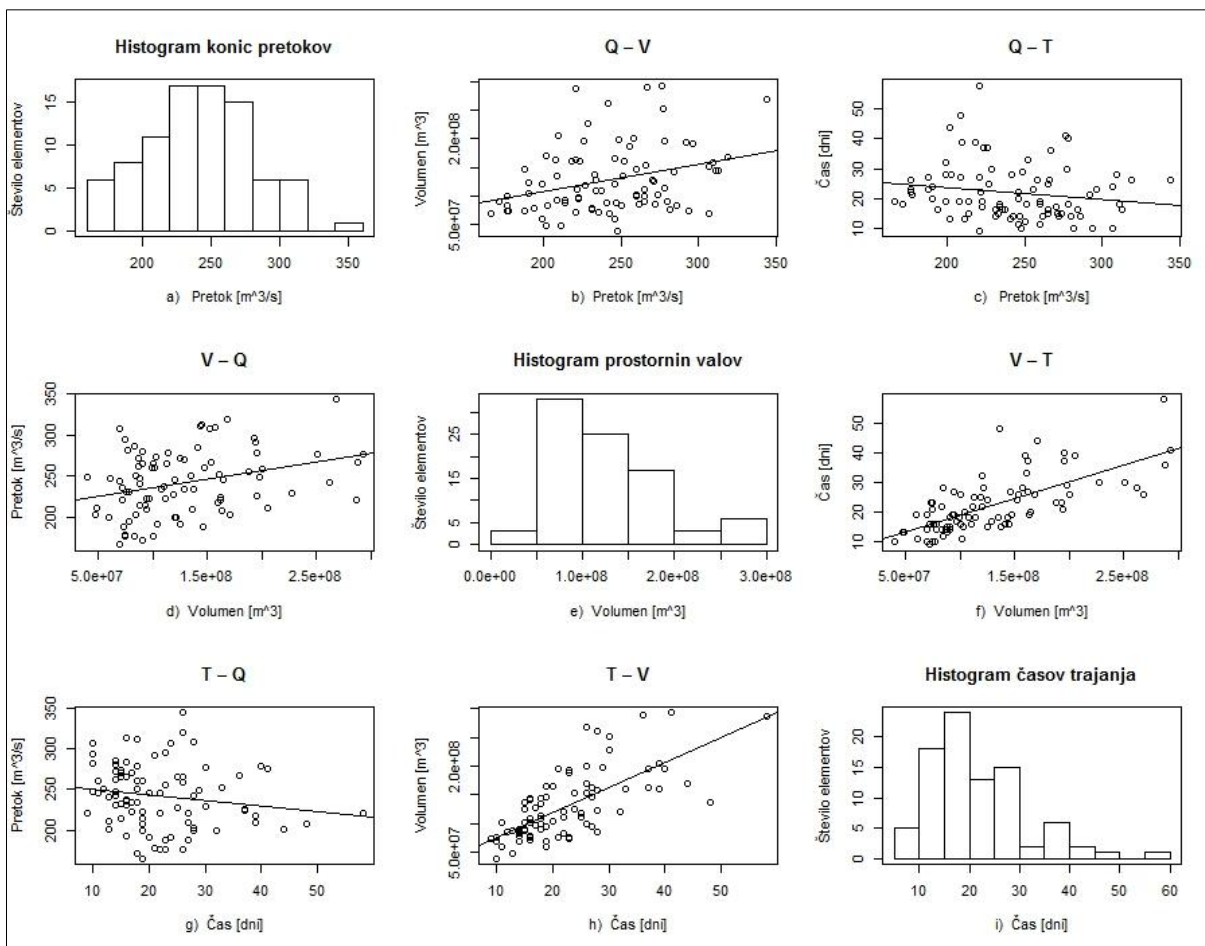 Histogram konic pretokov
Število elementov
15
10
5
0
200
250
300
350
a) Pretok [m^3/s]
Q – V
Volumen [m^3]
2.0e+08
5.0e+07
200
250
300
350
b) Pretok [m^3/s]
Q – T
Čas [dni]
50
40
30
20
10
200
250
300
350
c) Pretok [m^3/s]
V – Q
Pretok [m^3/s]
350
300
250
200
5.0e+07
1.5e+08
2.5e+08
d) Volumen [m^3]
Histogram prostornin valov
Število elementov
25
15
5
0
0.0e+00
1.0e+08
2.0e+08
3.0e+08
e) Volumen [m^3]
V – T
Čas [dni]
50
40
30
20
10
5.0e+07
1.5e+08
2.5e+08
f) Volumen [m^3]
T – Q
Pretok [m^3/s]
350
300
250
200
10
20
30
40
50
g) Čas [dni]
T – V
Volumen [m^3]
2.0e+08
5.0e+07
10
20
30
40
50
h) Čas [dni]
Histogram časov trajanja
Število elementov
20
15
10
5
0
10
20
30
40
50
60
i) Čas [dni]